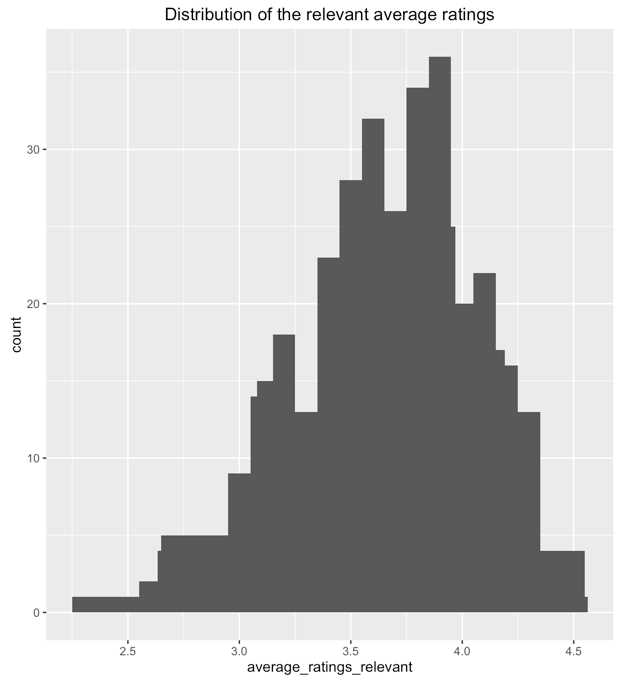 Distribution of the relevant average ratings
30
20
10
0
count
2.5 3.0 3.5 4.0 4.5
average_ratings_relevant